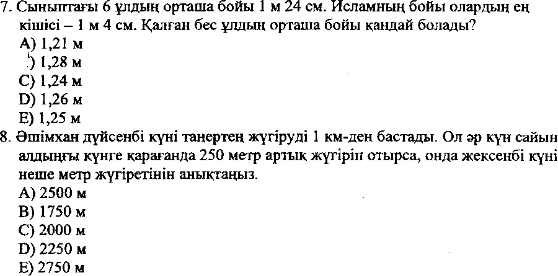 7. Сыныптағы 6 ұлдың орташа бойы 1 м 24 см. Исламның бойы олардың ең
кішісі – 1 м 4 см. Қалған бес ұлдың орташа бойы қандай болады?
A) 1,21 м
) 1,28 м
C) 1,24 м
D) 1,26 м
E) 1,25 м
8. Әшімхан дүйсенбі күні таңертең жүгіруді 1 км-ден бастады. Ол әр күн сайын
алдыңғы күнге қарағанда 250 метр артық жүгіріп отырса, онда жексенбі күні
неше метр жүгіретінін анықтаңыз.
A) 2500 м
B) 1750 м
C) 2000 м
D) 2250 м
E) 2750 м